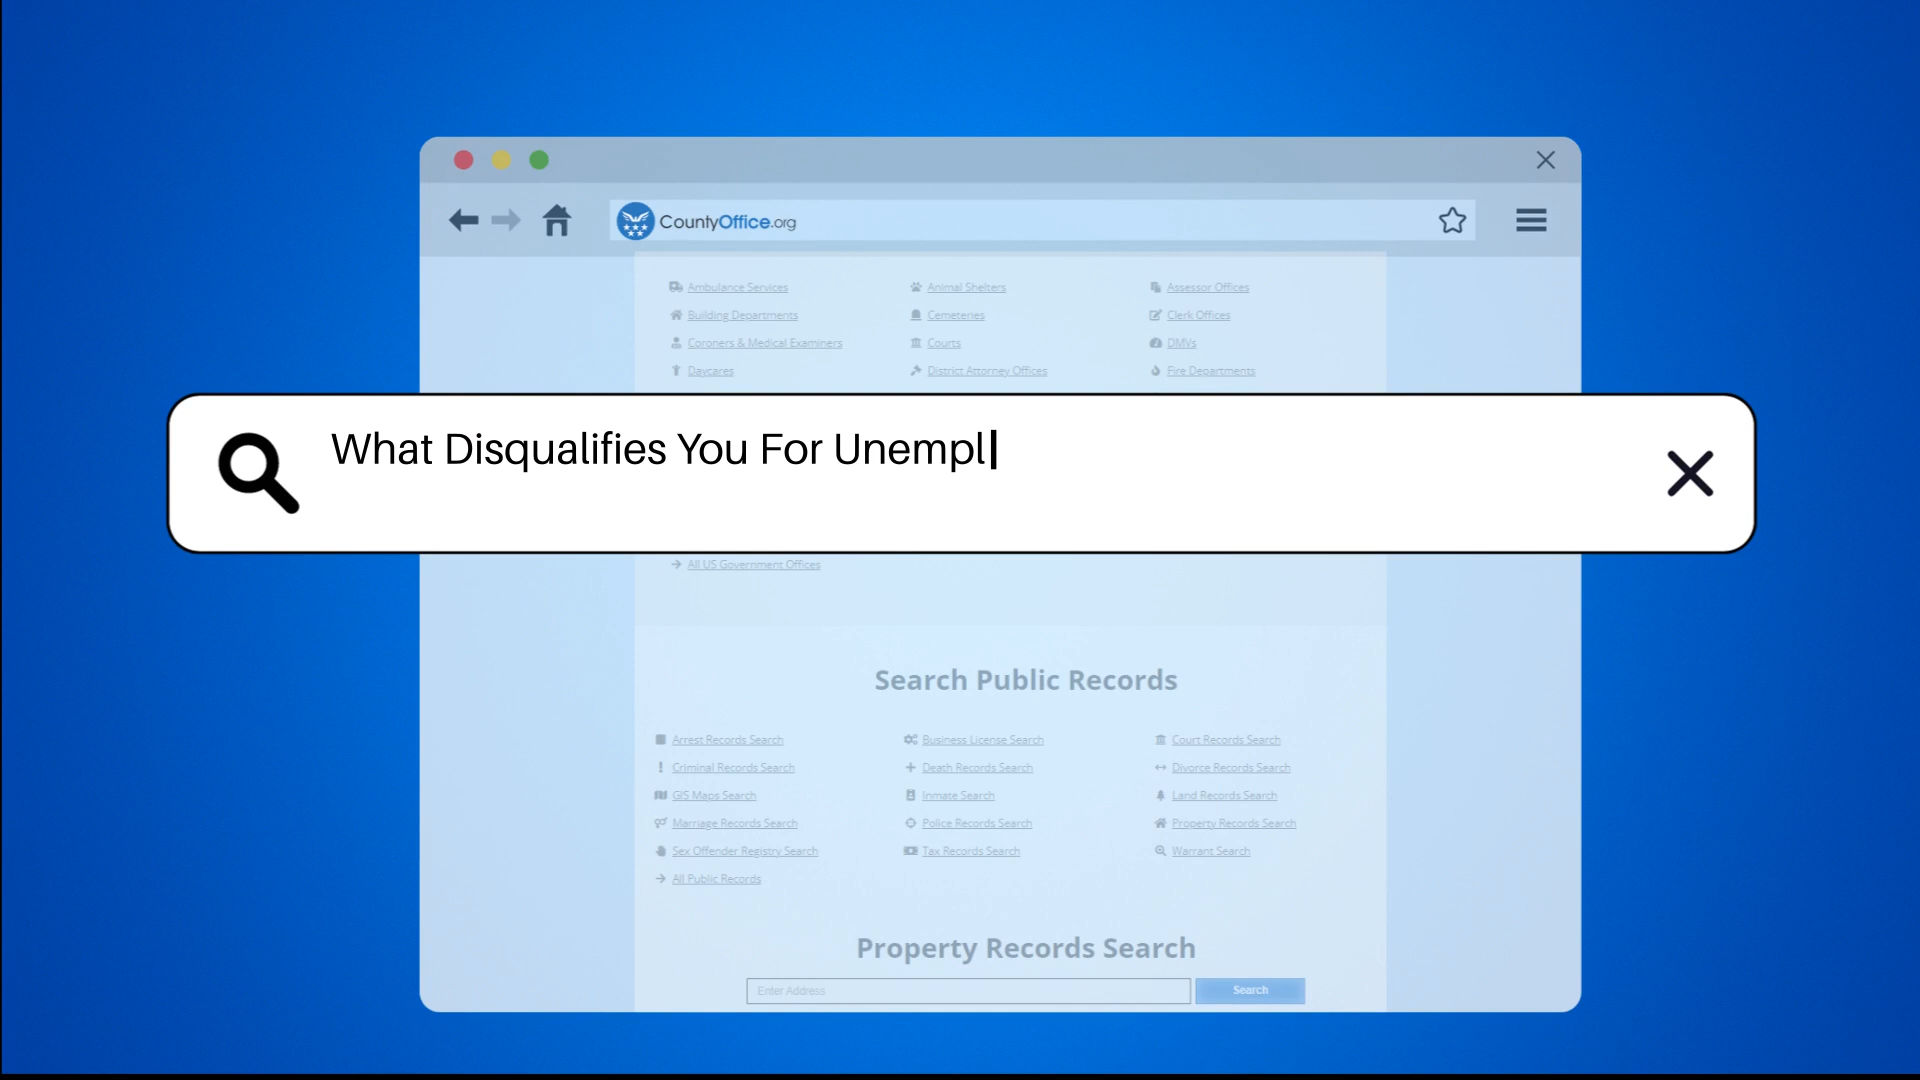 CountyOffice.org
Ambulance Services Animal Shelters Assessor Offices
Building Departments Cemeteries Clerk Offices
Coroners & Medical Examiners Courts DMVs
Daycares District Attorney Offices Fire Departments
What Disqualifies You For Unempl
All US Government Offices
Search Public Records
Arrest Records Search Business License Search Court Records Search
Criminal Records Search Death Records Search Divorce Records Search
GIS Maps Search Inmate Search Land Records Search
Marriage Records Search Police Records Search Property Records Search
Sex Offender Registry Search Tax Records Search Warrant Search
All Public Records
Property Records Search
Enter Address Search